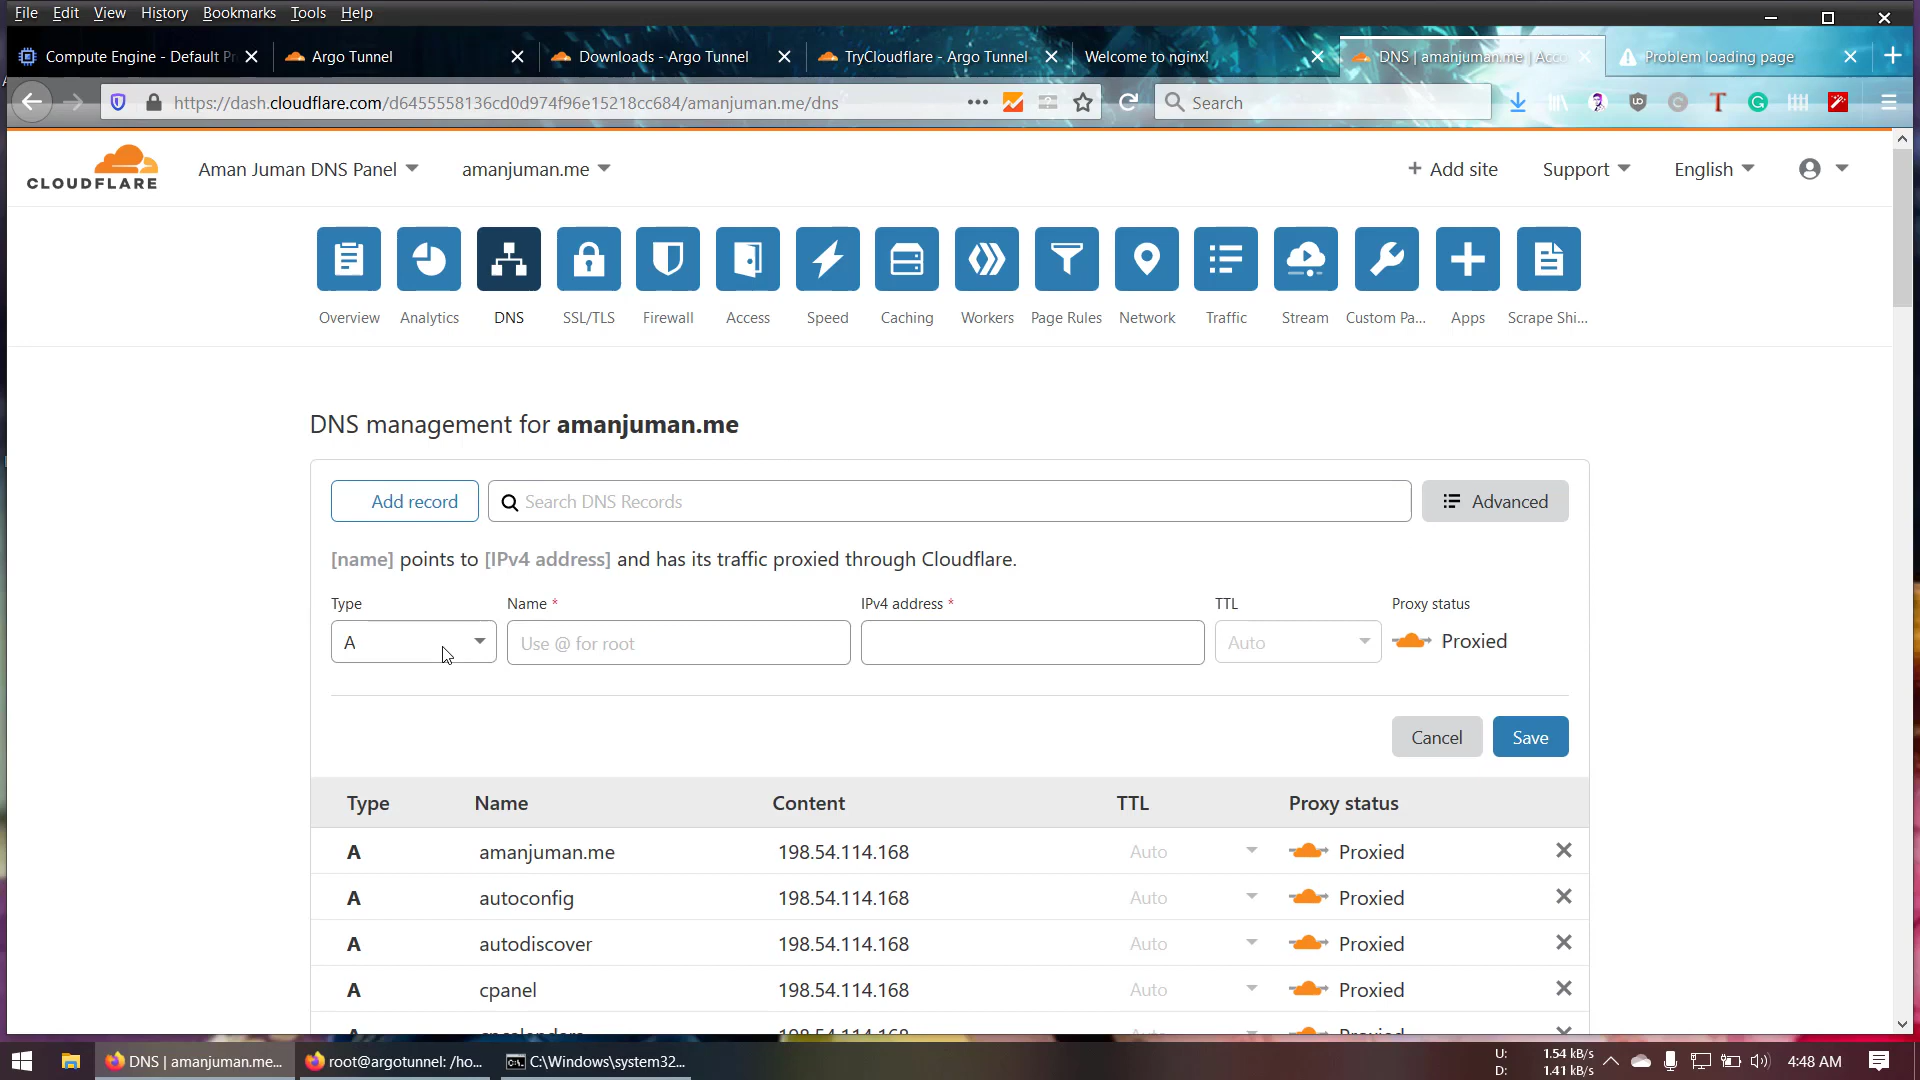 File Edit View History Bookmarks Tools Help
Compute Engine - Default Pr
Argo Tunnel
Downloads - Argo Tunnel
TryCloudflare - Argo Tunnel
Welcome to nginx!
DNS | amanjuman.me | Acc
Problem loading page
https://dash.cloudflare.com/d6455558136cd0d974f96e15218cc684/amanjuman.me/dns
Search
CLOUDFLARE
Aman Juman DNS Panel
amanjuman.me
+ Add site
Support
English
Overview
Analytics
DNS
SSL/TLS
Firewall
Access
Speed
Caching
Workers
Page Rules
Network
Traffic
Stream
Custom Pa...
Apps
Scrape Shi...
DNS management for amanjuman.me
Add record
Search DNS Records
Advanced
[name] points to [IPv4 address] and has its traffic proxied through Cloudflare.
Type Name * IPv4 address * TTL Proxy status
A Use @ for root Auto Proxied
Cancel Save
Type Name Content TTL Proxy status
A amanjuman.me 198.54.114.168 Auto Proxied
A autoconfig 198.54.114.168 Auto Proxied
A autodiscover 198.54.114.168 Auto Proxied
A cpanel 198.54.114.168 Auto Proxied
DNS | amanjuman.me...
root@argotunnel: /ho...
C:\Windows\system32...
U: 1.54 kB/s
D: 1.41 kB/s
4:48 AM